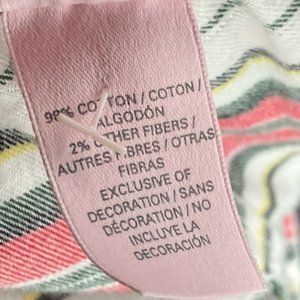 98% COTTON / COTON /
ALGODÓN
2% OTHER FIBERS /
AUTRES FIBRES / OTRAS
FIBRAS
EXCLUSIVE OF
DECORATION / SANS
DÉCORATION / NO
INCLUYE LA
DECORACIÓN